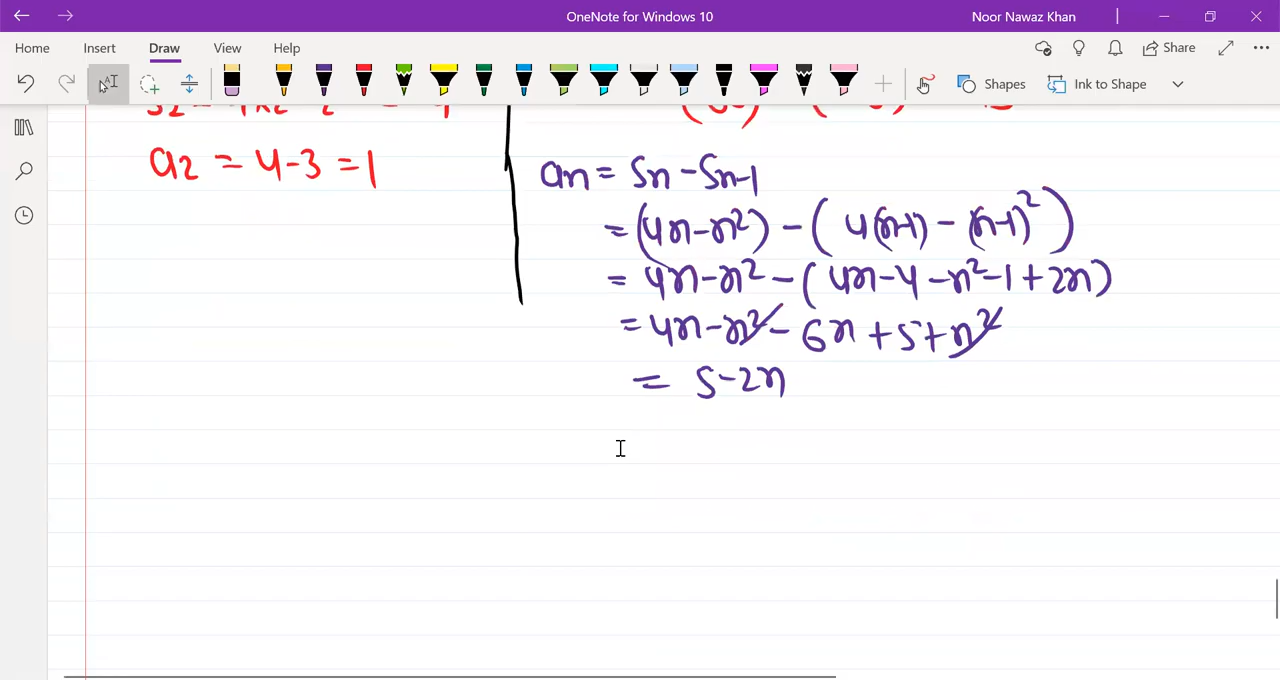 OneNote for Windows 10
Noor Nawaz Khan
Home Insert Draw View Help
Share
Shapes
Ink to Shape
a2 = 4-3 = 1
an = Sn - Sn-1
= (4n-n²) - ( 4(n-1) - (n-1)² )
= 4n-n² - ( 4n-4-n²-1+2n)
= 4n-n²- 6n+5+n²
= 5-2n